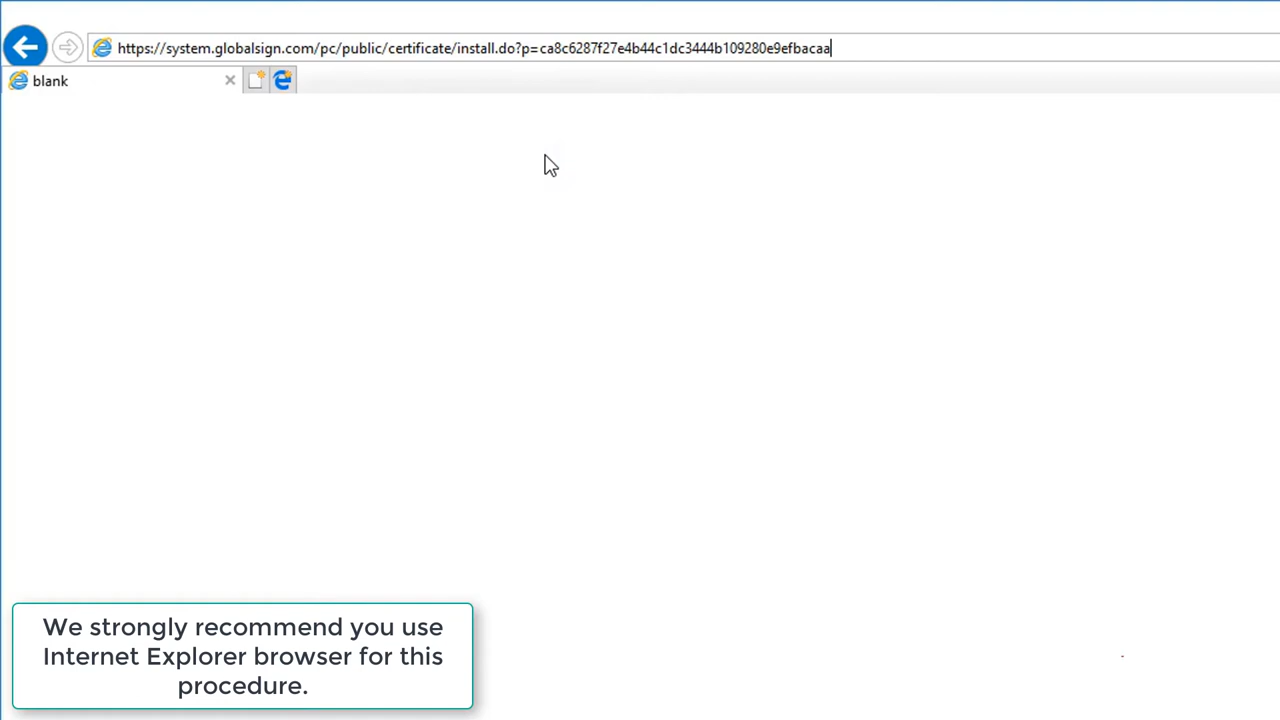 https://system.globalsign.com/pc/public/certificate/install.do?p=ca8c6287f27e4b44c1dc3444b109280e9efbacaa
blank
We strongly recommend you use
Internet Explorer browser for this
procedure.